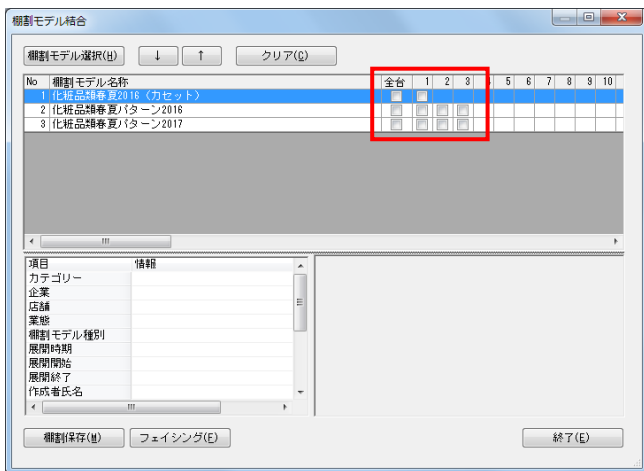 棚割モデル結合
棚割モデル選択(H) ↓ ↑ クリア(C)
No 棚割モデル名称 全台 1 2 3 5 6 7 8 9 10
1 化粧品類春夏2016（カセット）
2 化粧品類春夏パターン2016
3 化粧品類春夏パターン2017
項目 情報
カテゴリー
企業
店舗
業態
棚割モデル種別
展開時期
展開開始
展開終了
作成者氏名
棚割保存(M) フェイシング(F) 終了(E)